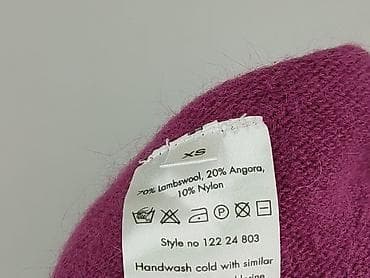 XS
70% Lambswool, 20% Angora,
10% Nylon
Style no 122 24 803
Handwash cold with similar